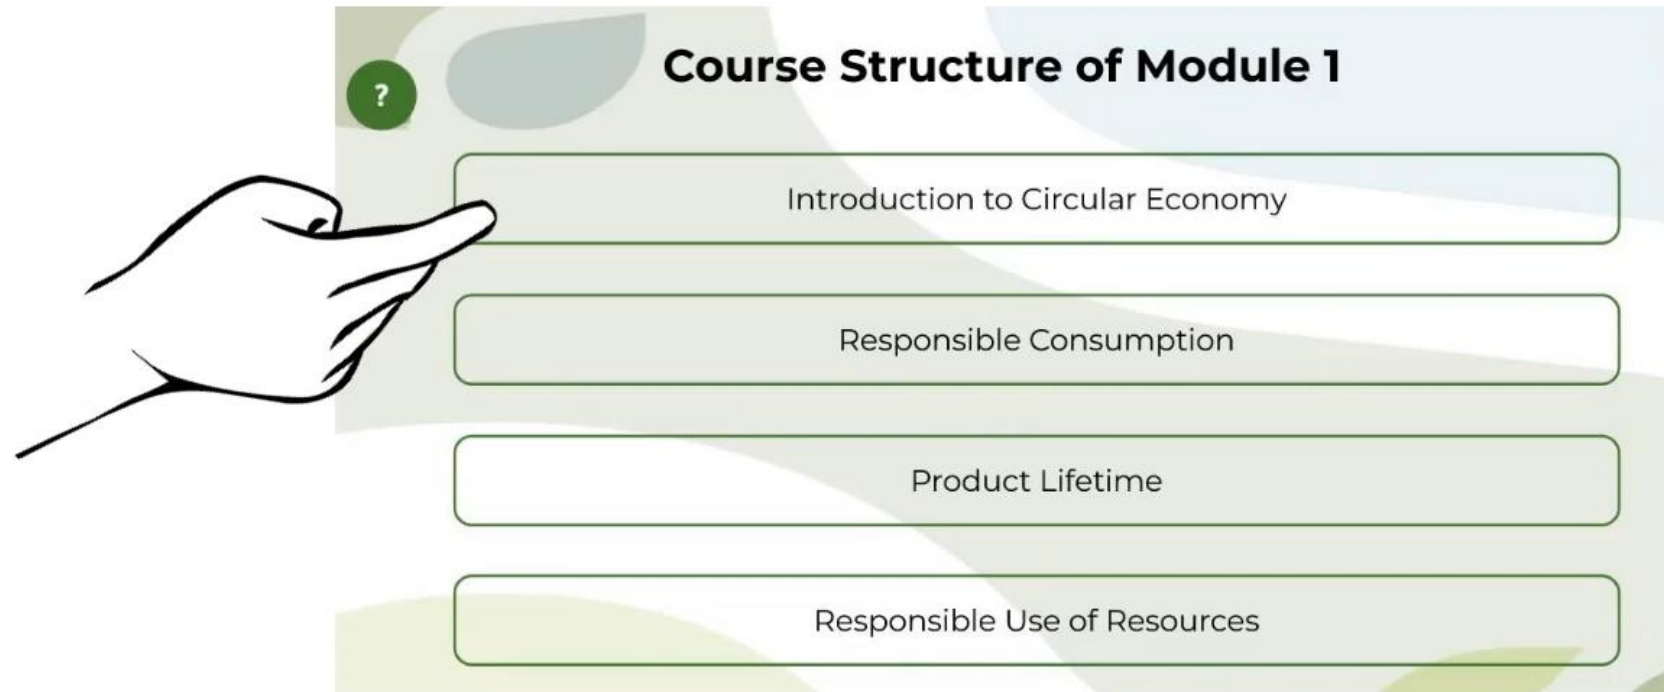 Course Structure of Module 1
?
Introduction to Circular Economy
Responsible Consumption
Product Lifetime
Responsible Use of Resources